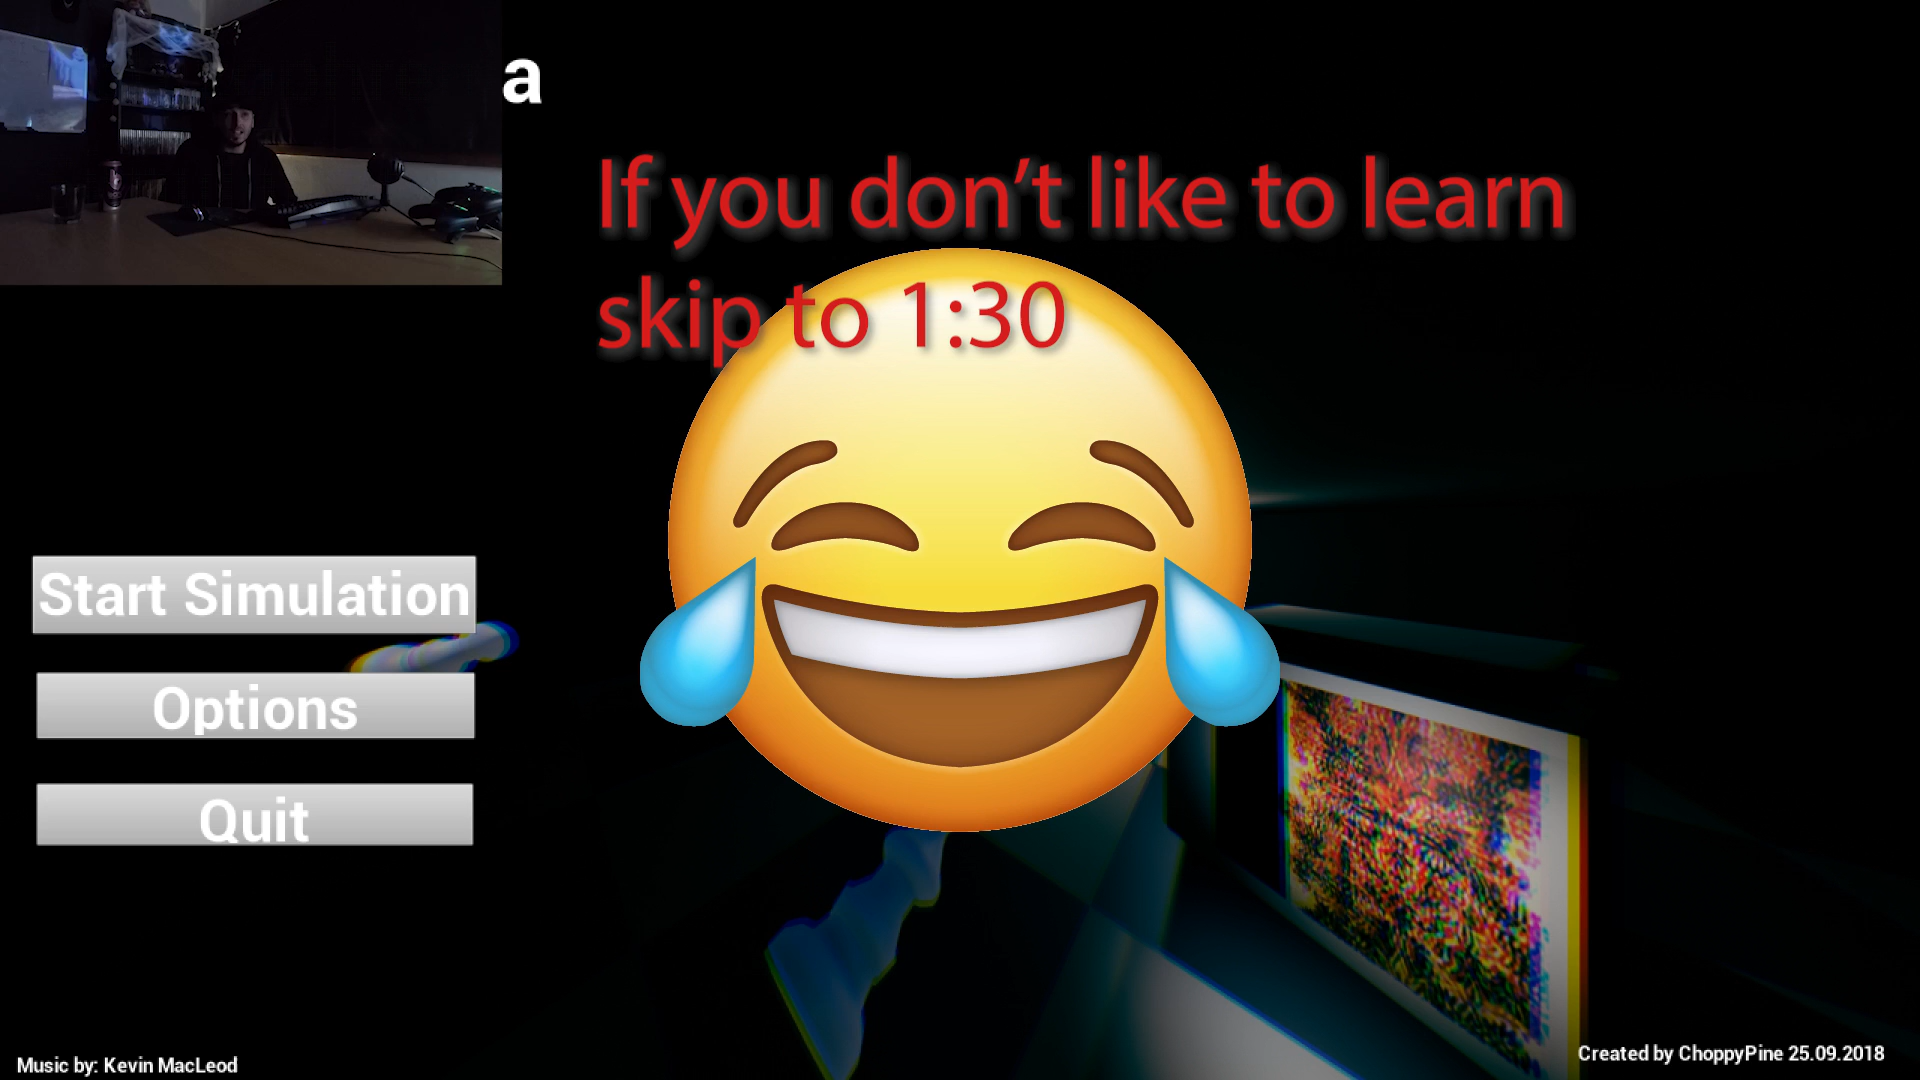 a
If you don’t like to learn
skip to 1:30
Start Simulation
Options
Quit
Music by: Kevin MacLeod
Created by ChoppyPine 25.09.2018